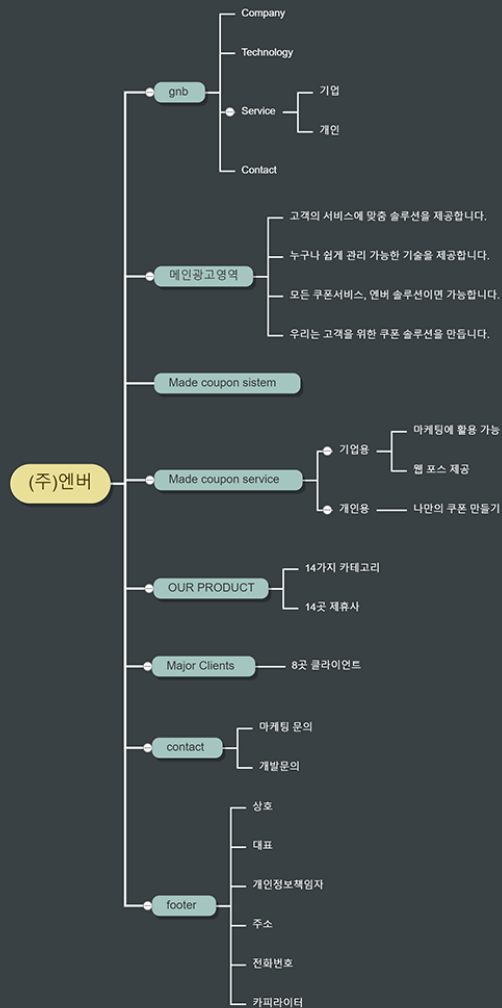 (주)엔버
gnb
Company
Technology
Service
기업
개인
Contact
메인광고영역
고객의 서비스에 맞춤 솔루션을 제공합니다.
누구나 쉽게 관리 가능한 기술을 제공합니다.
모든 쿠폰서비스, 엔버 솔루션이면 가능합니다.
우리는 고객을 위한 쿠폰 솔루션을 만듭니다.
Made coupon sistem
Made coupon service
기업용
마케팅에 활용 가능
웹 포스 제공
개인용
나만의 쿠폰 만들기
OUR PRODUCT
14가지 카테고리
14곳 제휴사
Major Clients
8곳 클라이언트
contact
마케팅 문의
개발문의
footer
상호
대표
개인정보책임자
주소
전화번호
카피라이터